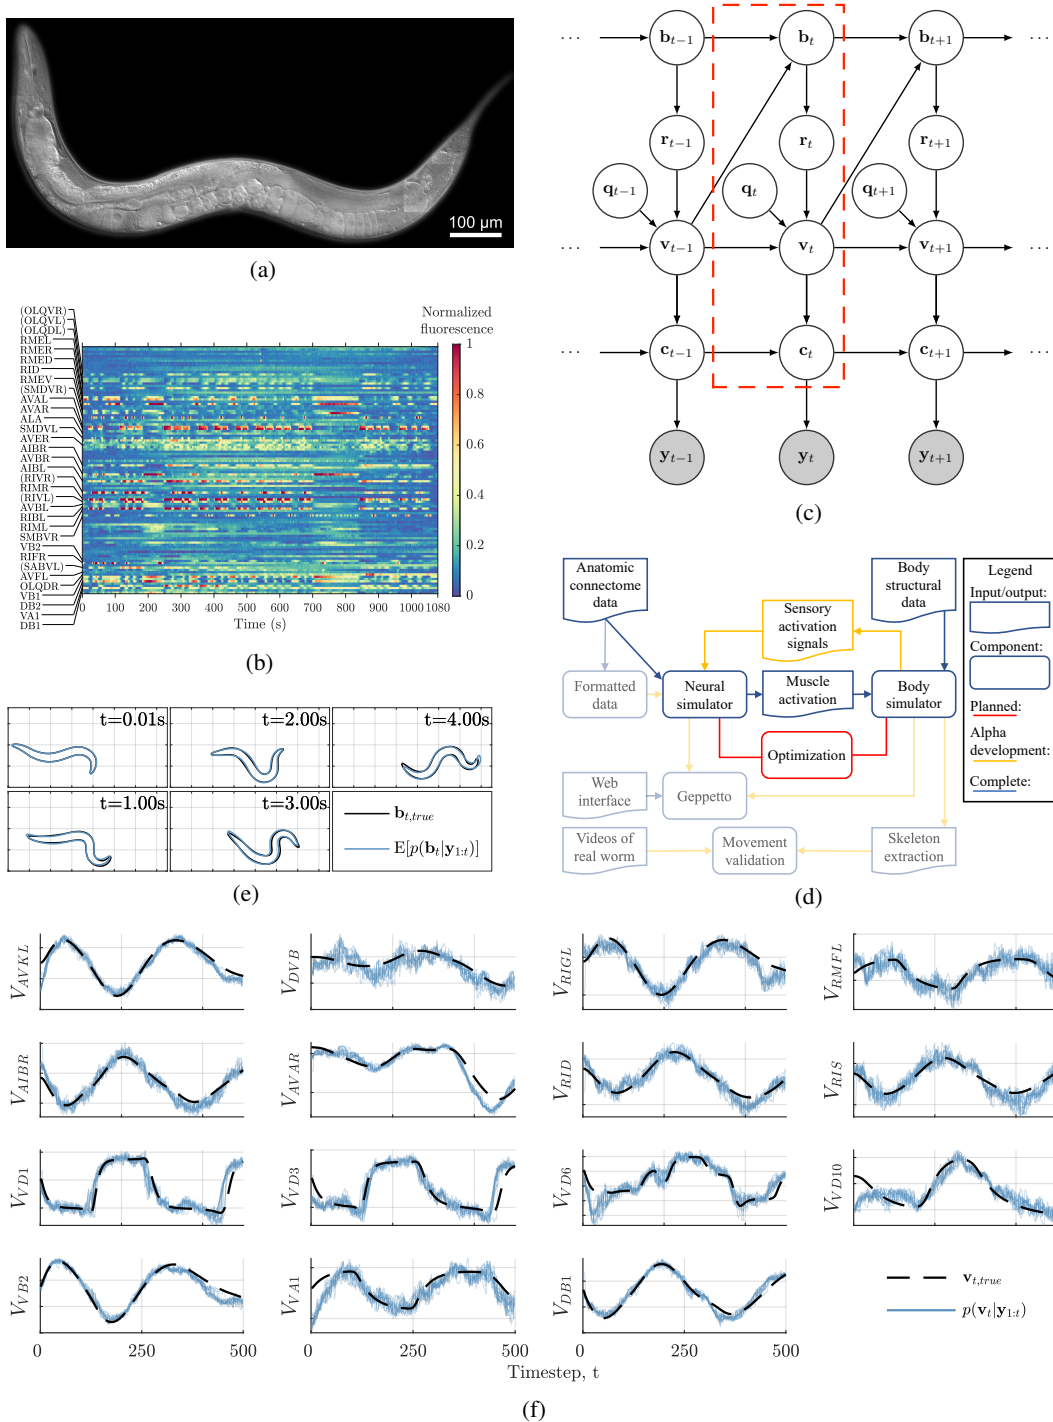 100 µm
(a)
Normalized
fluorescence
(OLQVR)
(OLQVL)
(OLQDL)
RMEL
RMER
RMED
RID
RMEV
(SMDVR)
AVAL
AVAR
ALA
SMDVL
AVER
AIBR
AVBR
AIBL
(RIVR)
RIMR
(RIVL)
AVBL
RIBL
RIML
SMBVR
VB2
RIFR
(SABVL)
AVFL
OLQDR
VB1
DB2
VA1
DB1
1
0.8
0.6
0.4
0.2
0
0 100 200 300 400 500 600 700 800 900 1000 1080
Time (s)
(b)
... b_{t-1} b_t b_{t+1} ...
r_{t-1} r_t r_{t+1}
q_{t-1} q_t q_{t+1}
... v_{t-1} v_t v_{t+1} ...
... c_{t-1} c_t c_{t+1} ...
y_{t-1} y_t y_{t+1}
(c)
Anatomic
connectome
data
Body
structural
data
Sensory
activation
signals
Formatted
data
Neural
simulator
Muscle
activation
Body
simulator
Optimization
Web
interface
Geppetto
Videos of
real worm
Movement
validation
Skeleton
extraction
Legend
Input/output:
Component:
Planned:
Alpha
development:
Complete:
(d)
t=0.01s
t=2.00s
t=4.00s
t=1.00s
t=3.00s
b_{t,true}
E[p(b_t|y_{1:t})]
(e)
V_{AVKL}
V_{DVB}
V_{RIGL}
V_{RMFL}
V_{AIBR}
V_{AVAR}
V_{RID}
V_{RIS}
V_{VD1}
V_{VD3}
V_{VD6}
V_{VD10}
V_{VB2}
V_{VA1}
V_{DB1}
v_{t,true}
p(v_t|y_{1:t})
0 250 500
0 250 500
0 250 500
Timestep, t
(f)